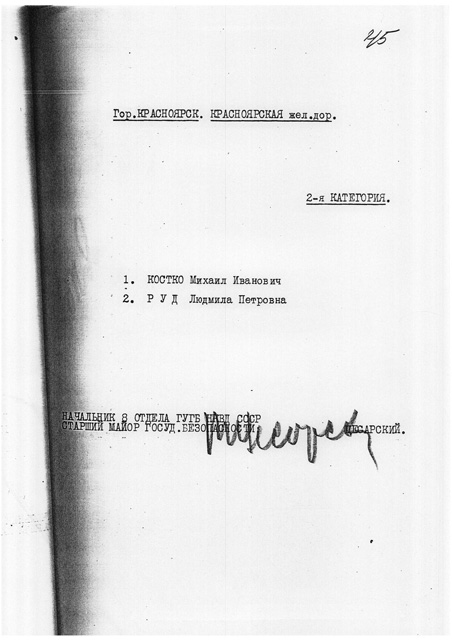 45
Гор.КРАСНОЯРСК. КРАСНОЯРСКАЯ жел.дор.
2-я КАТЕГОРИЯ.
1. КОСТКО Михаил Иванович
2. Р У Д Людмила Петровна
НАЧАЛЬНИК 8 ОТДЕЛА ГУГБ НКВД СССР
СТАРШИЙ МАЙОР ГОСУД.БЕЗОПАСНОСТИ ЦЕСАРСКИЙ.